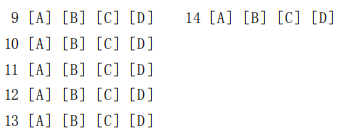 9 [A] [B] [C] [D] 14 [A] [B] [C] [D]
10 [A] [B] [C] [D]
11 [A] [B] [C] [D]
12 [A] [B] [C] [D]
13 [A] [B] [C] [D]